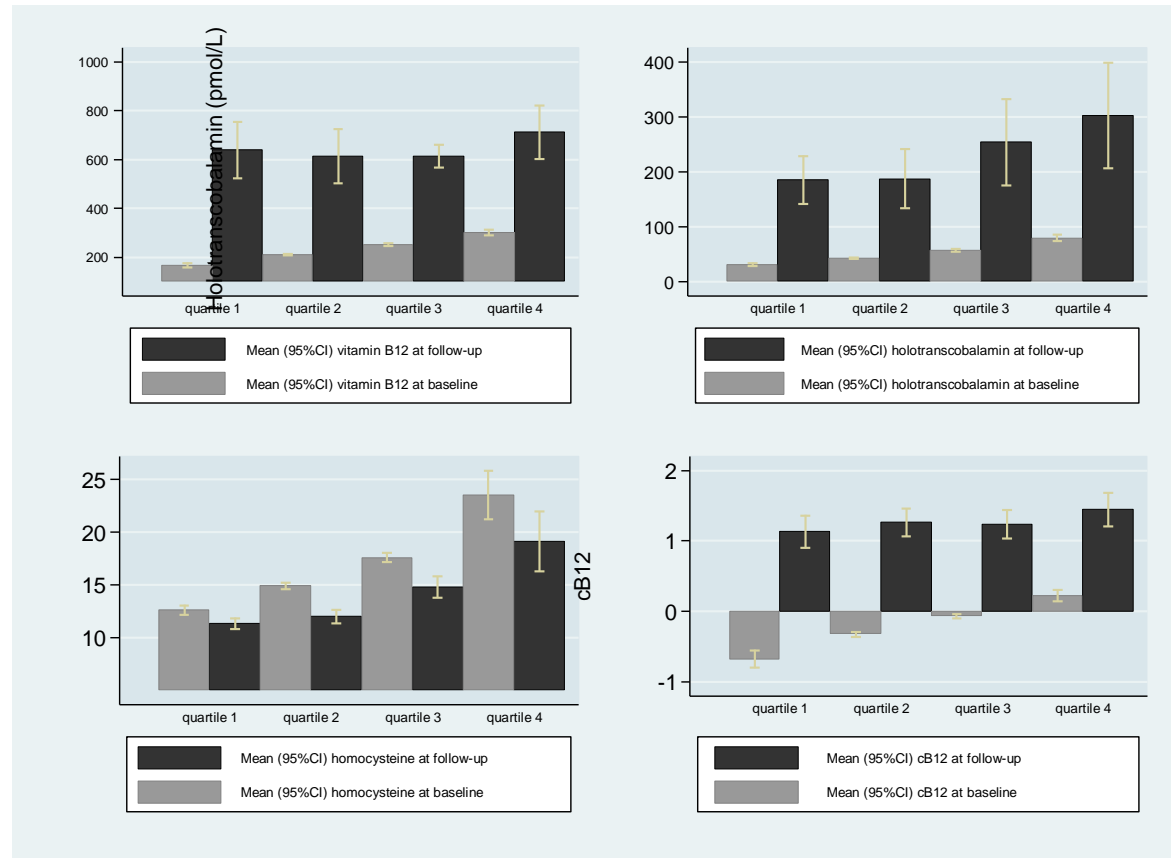 Holotranscobalamin (pmol/L)
1000
800
600
400
200
quartile 1 quartile 2 quartile 3 quartile 4
Mean (95%CI) vitamin B12 at follow-up
Mean (95%CI) vitamin B12 at baseline
400
300
200
100
0
quartile 1 quartile 2 quartile 3 quartile 4
Mean (95%CI) holotranscobalamin at follow-up
Mean (95%CI) holotranscobalamin at baseline
25
20
15
10
quartile 1 quartile 2 quartile 3 quartile 4
Mean (95%CI) homocysteine at follow-up
Mean (95%CI) homocysteine at baseline
cB12
2
1
0
-1
quartile 1 quartile 2 quartile 3 quartile 4
Mean (95%CI) cB12 at follow-up
Mean (95%CI) cB12 at baseline